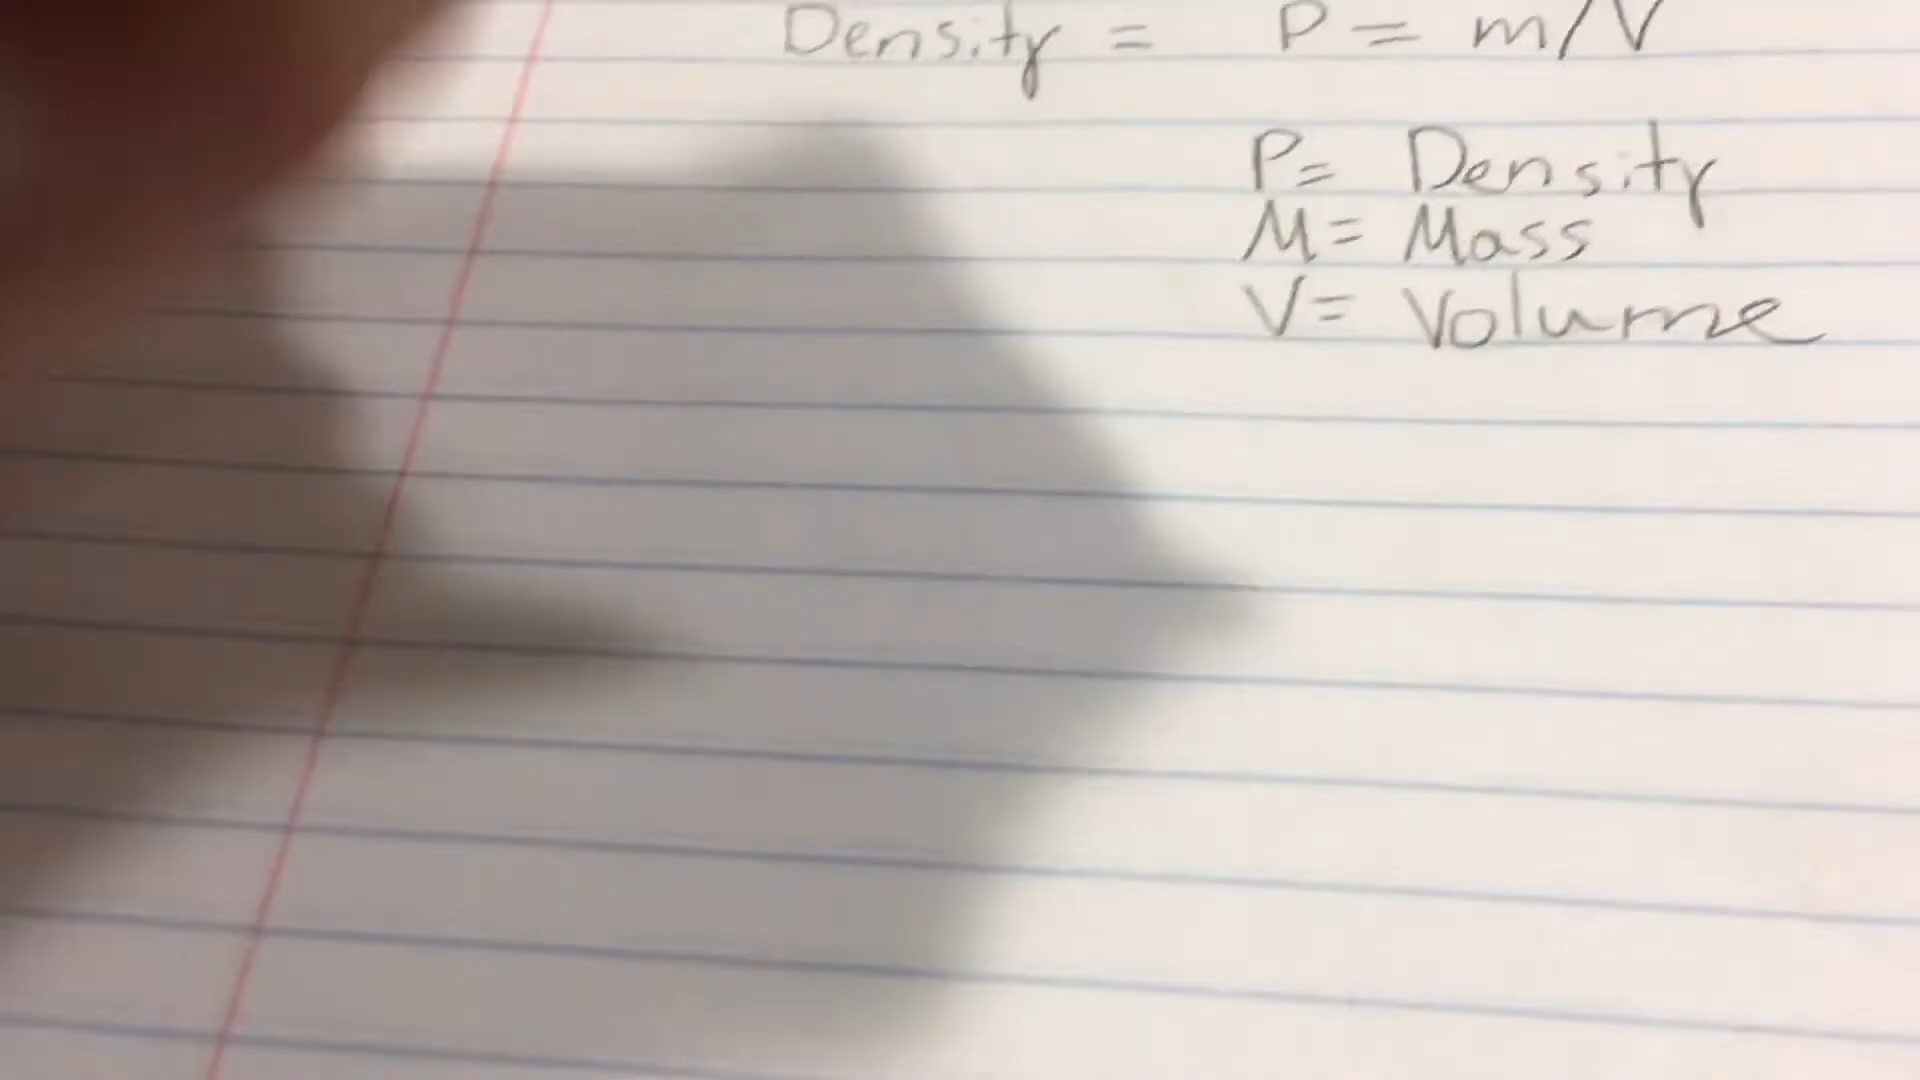 Density = P = m/V
P= Density
M= Mass
V= Volume